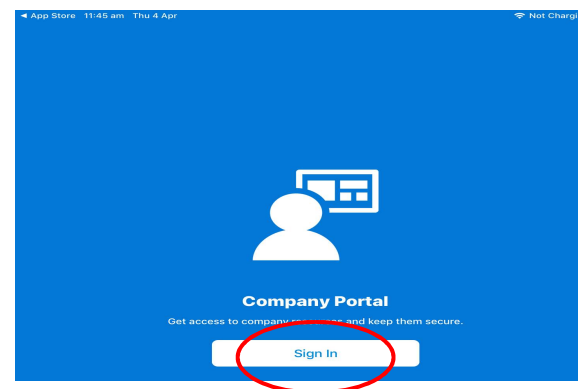 ◀ App Store 11:45 am Thu 4 Apr Not Chargi
Company Portal
Get access to company resources and keep them secure.
Sign In